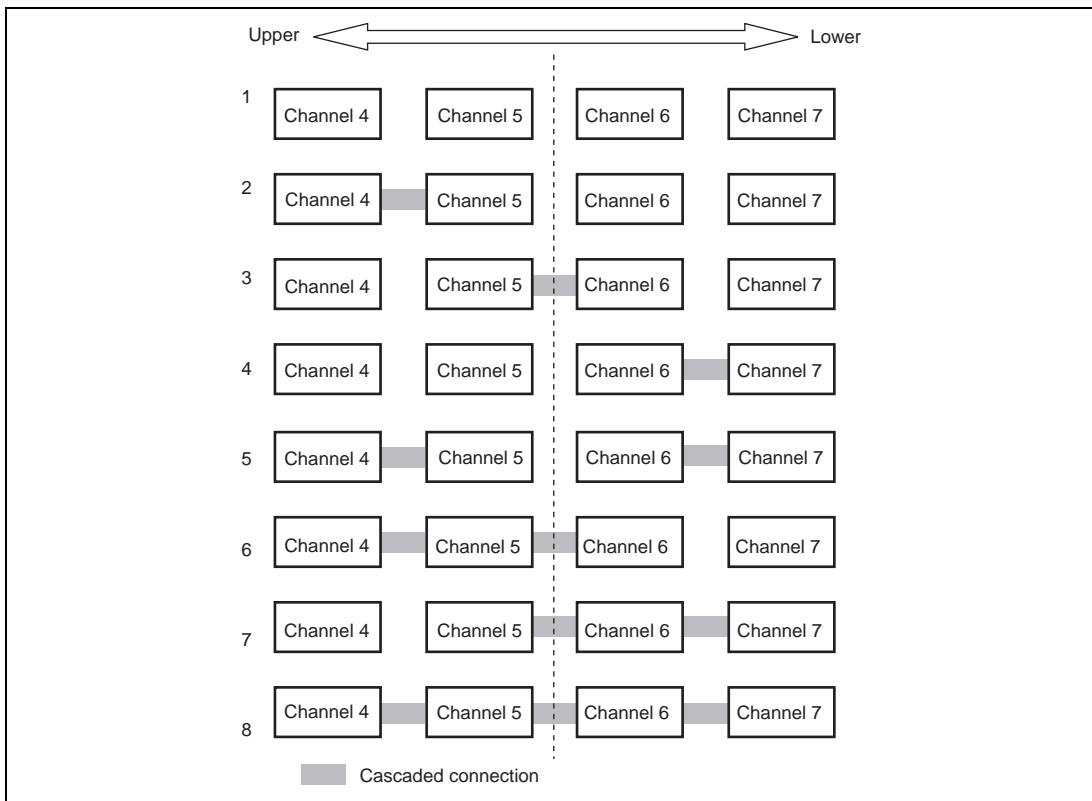 Upper Lower
1 Channel 4 Channel 5 Channel 6 Channel 7
2 Channel 4 Channel 5 Channel 6 Channel 7
3 Channel 4 Channel 5 Channel 6 Channel 7
4 Channel 4 Channel 5 Channel 6 Channel 7
5 Channel 4 Channel 5 Channel 6 Channel 7
6 Channel 4 Channel 5 Channel 6 Channel 7
7 Channel 4 Channel 5 Channel 6 Channel 7
8 Channel 4 Channel 5 Channel 6 Channel 7
Cascaded connection